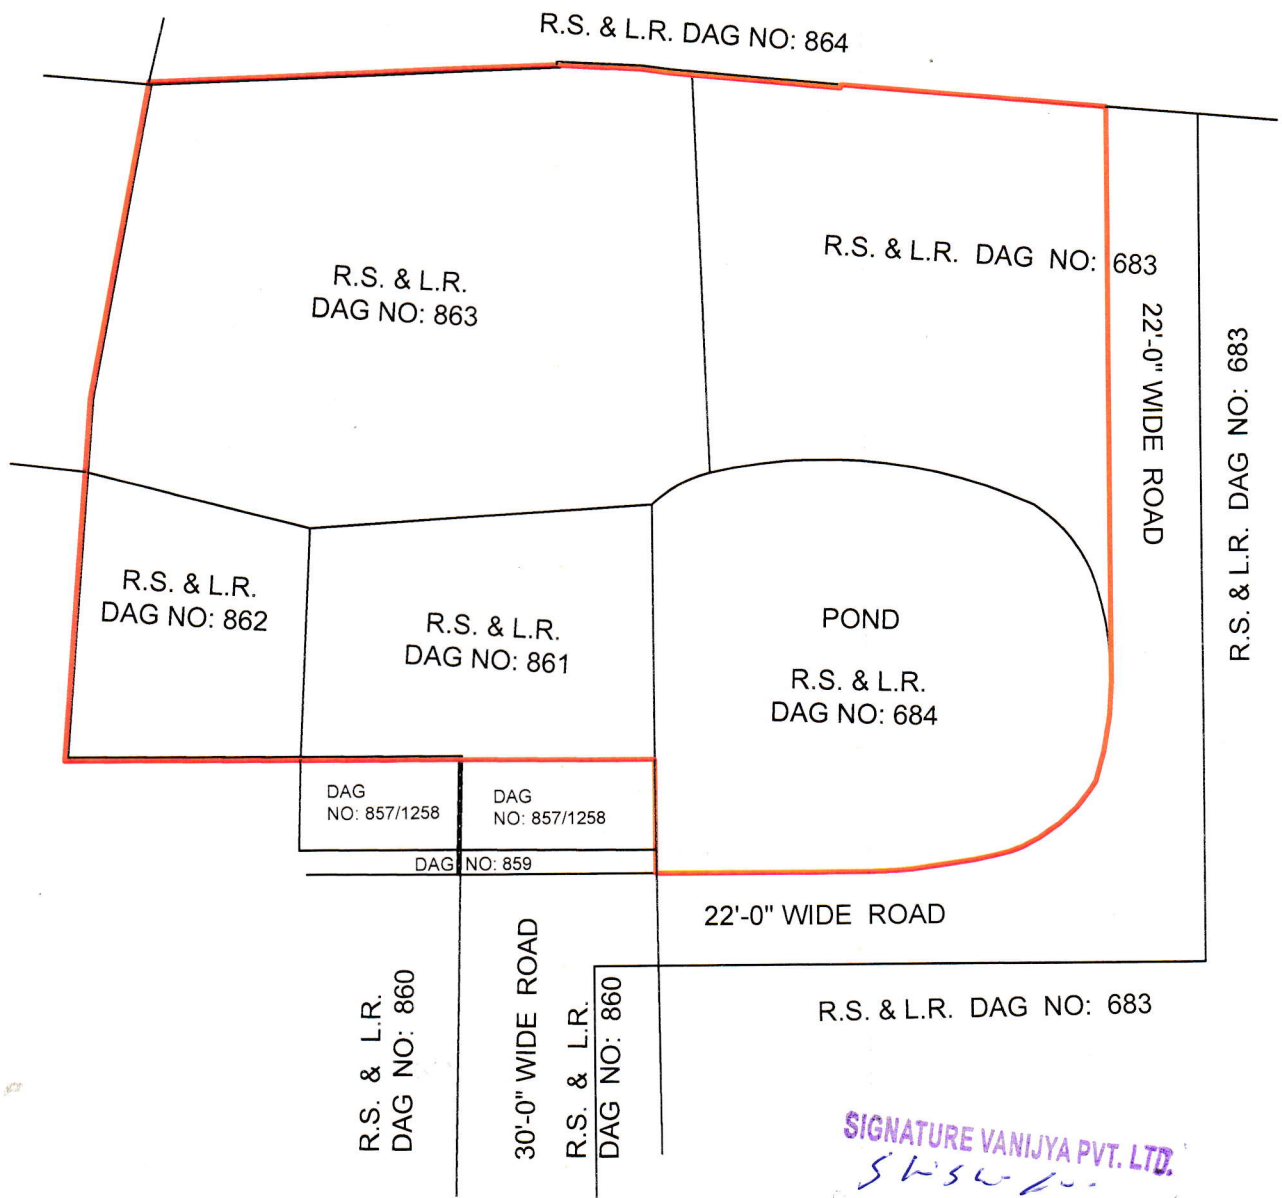 R.S. & L.R. DAG NO: 864
R.S. & L.R.
DAG NO: 863
R.S. & L.R. DAG NO: 683
22'-0" WIDE ROAD
R.S. & L.R. DAG NO: 683
R.S. & L.R.
DAG NO: 862
R.S. & L.R.
DAG NO: 861
POND
R.S. & L.R.
DAG NO: 684
DAG
NO: 857/1258
DAG
NO: 857/1258
DAG NO: 859
22'-0" WIDE ROAD
R.S. & L.R.
DAG NO: 860
30'-0" WIDE ROAD
R.S. & L.R.
DAG NO: 860
R.S. & L.R. DAG NO: 683
SIGNATURE VANIJYA PVT. LTD.